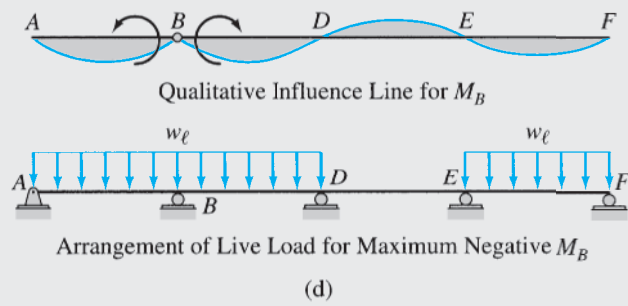 A B D E F
Qualitative Influence Line for M_B
w_ℓ w_ℓ
A B D E F
Arrangement of Live Load for Maximum Negative M_B
(d)